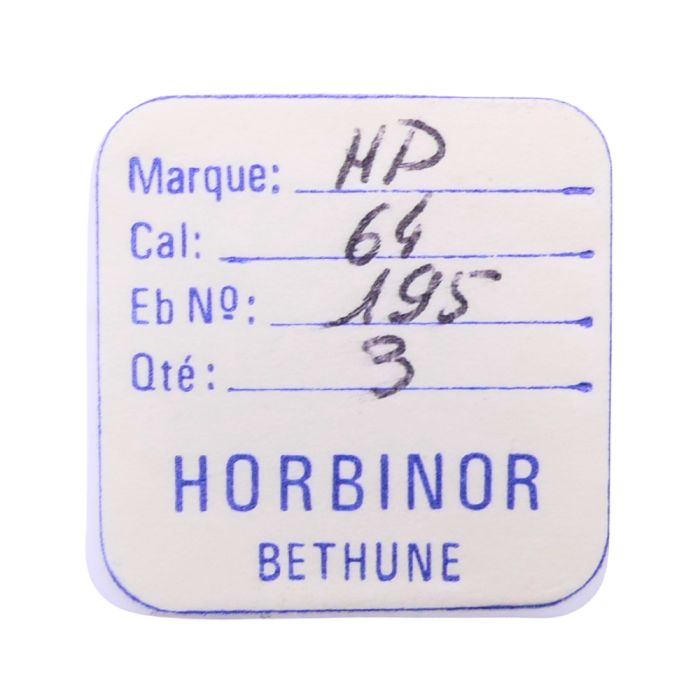 Marque: HP
Cal: 64
Eb Nº: 195
Qté: 3
HORBINOR
BETHUNE